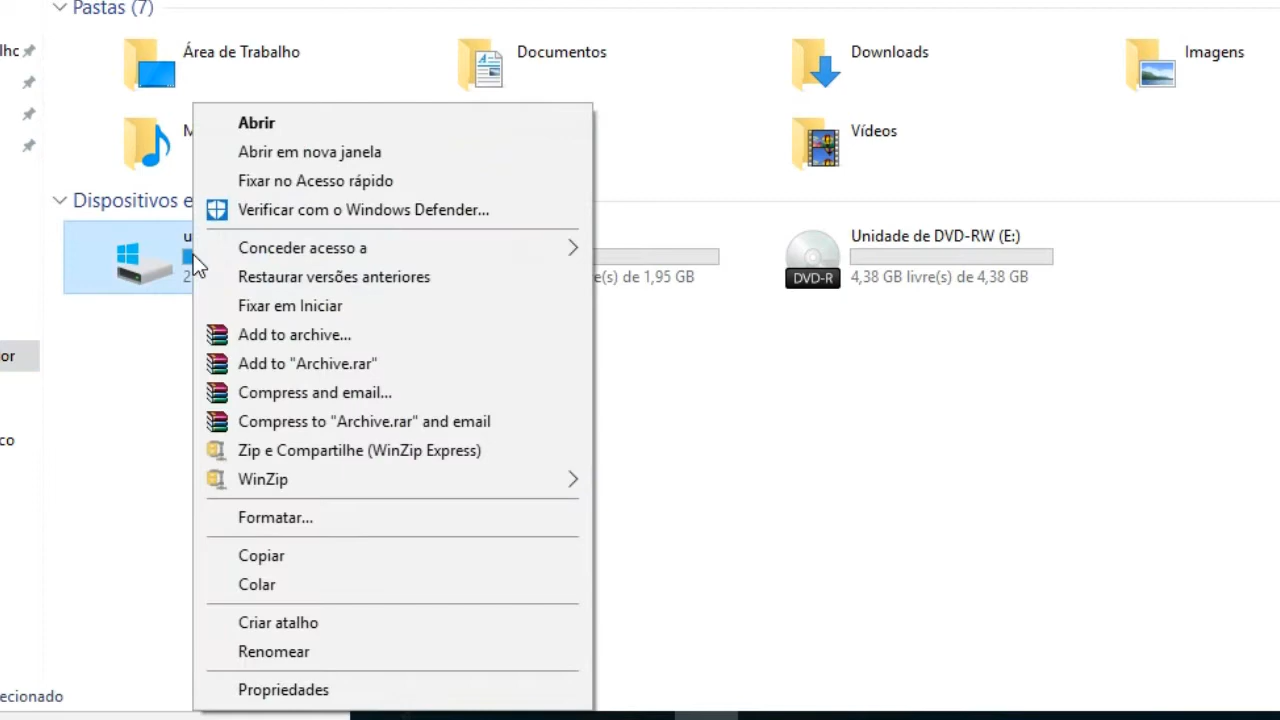 Pastas (7)
Área de Trabalho
Documentos
Downloads
Imagens
Vídeos
Dispositivos e
Abrir
Abrir em nova janela
Fixar no Acesso rápido
Verificar com o Windows Defender...
Conceder acesso a
Restaurar versões anteriores
Fixar em Iniciar
Add to archive...
Add to "Archive.rar"
Compress and email...
Compress to "Archive.rar" and email
Zip e Compartilhe (WinZip Express)
WinZip
Formatar...
Copiar
Colar
Criar atalho
Renomear
Propriedades
e(s) de 1,95 GB
Unidade de DVD-RW (E:)
DVD-R
4,38 GB livre(s) de 4,38 GB
ecionado